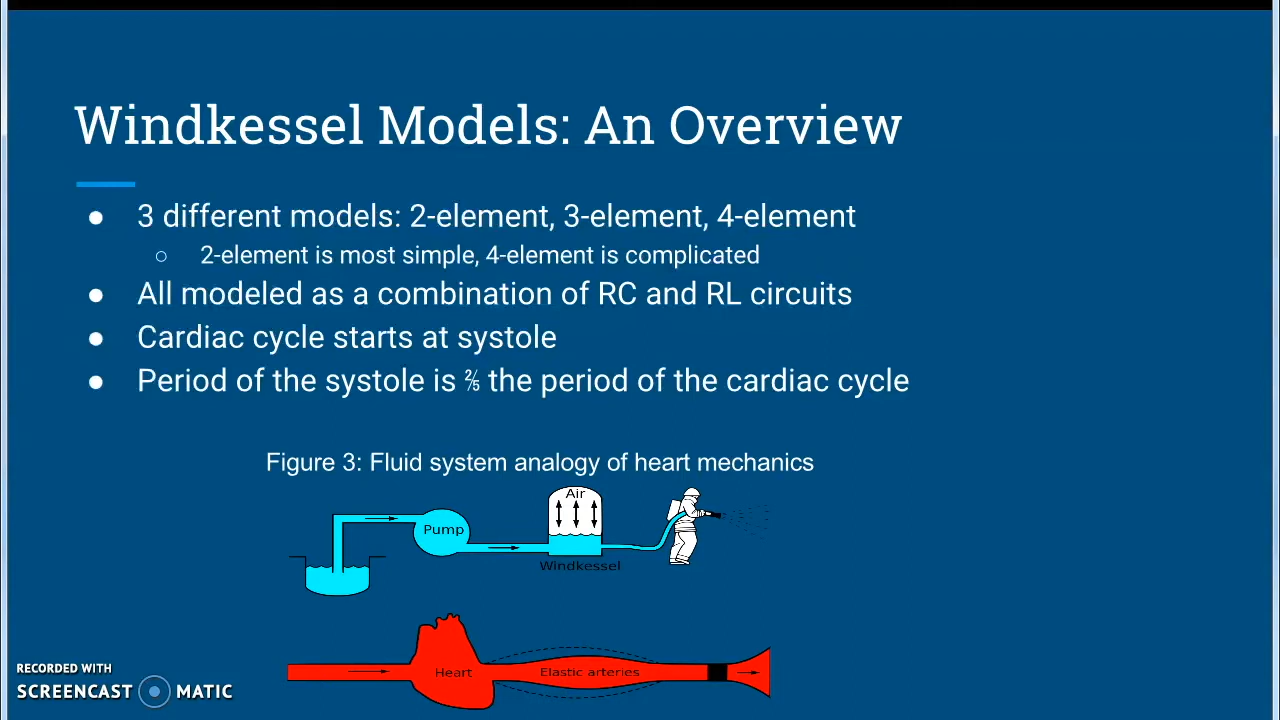 Windkessel Models: An Overview
● 3 different models: 2-element, 3-element, 4-element
○ 2-element is most simple, 4-element is complicated
● All modeled as a combination of RC and RL circuits
● Cardiac cycle starts at systole
● Period of the systole is ⅖ the period of the cardiac cycle
Figure 3: Fluid system analogy of heart mechanics
Air
Pump
Windkessel
Heart
Elastic arteries
RECORDED WITH
SCREENCAST MATIC